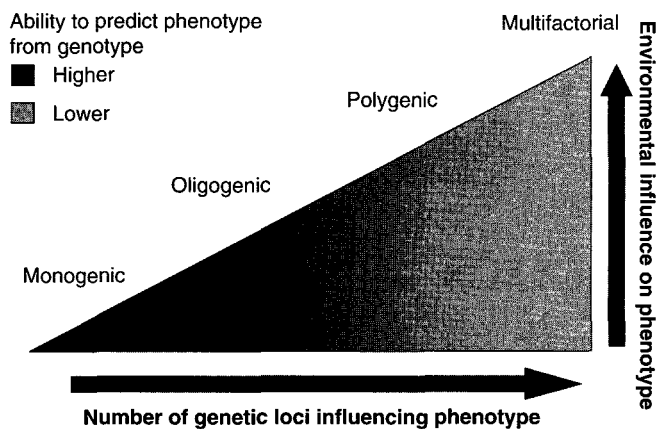 Ability to predict phenotype
from genotype
Higher
Lower
Multifactorial
Polygenic
Oligogenic
Monogenic
Environmental influence on phenotype
Number of genetic loci influencing phenotype